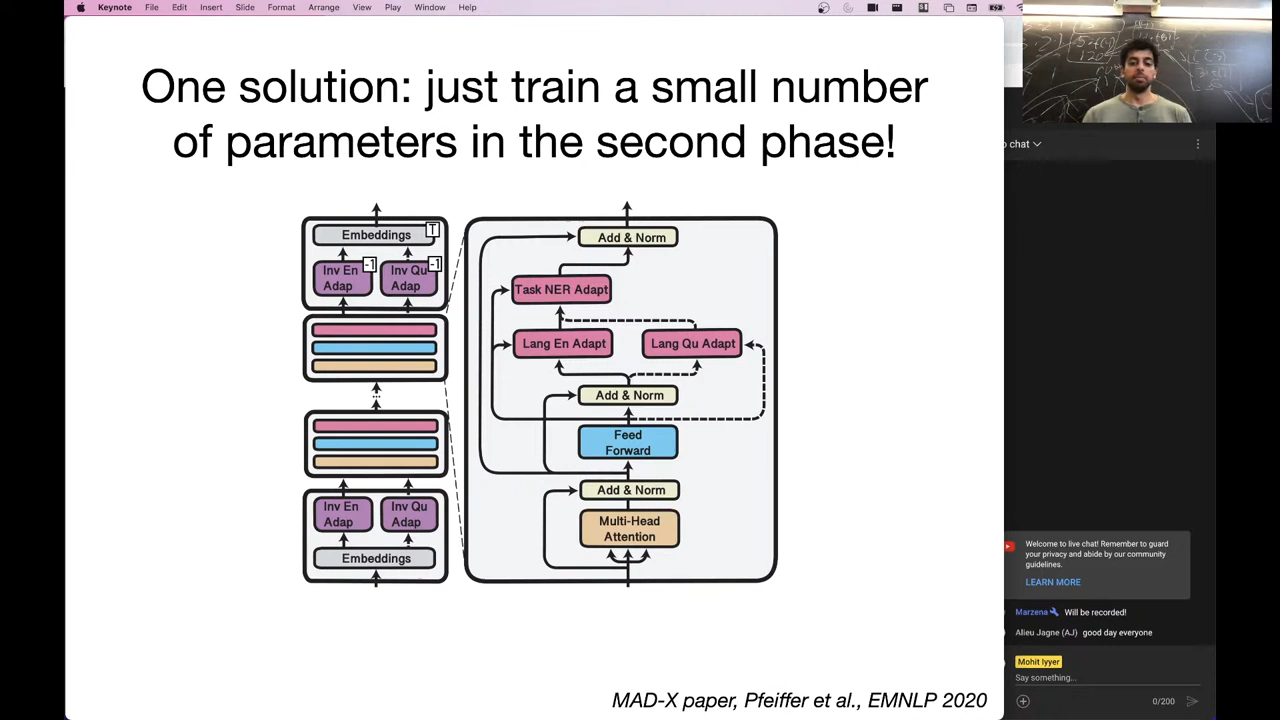 Keynote File Edit Insert Slide Format Arrange View Play Window Help
One solution: just train a small number
of parameters in the second phase!
Embeddings T
Inv En Adap -1
Inv Qu Adap -1
Inv En Adap
Inv Qu Adap
Embeddings
Add & Norm
Task NER Adapt
Lang En Adapt Lang Qu Adapt
Add & Norm
Feed
Forward
Add & Norm
Multi-Head
Attention
MAD-X paper, Pfeiffer et al., EMNLP 2020
chat
Welcome to live chat! Remember to guard
your privacy and abide by our community
guidelines.
LEARN MORE
Marzena Will be recorded!
Alieu Jagne (AJ) good day everyone
Mohit Iyyer
Say something...
0/200